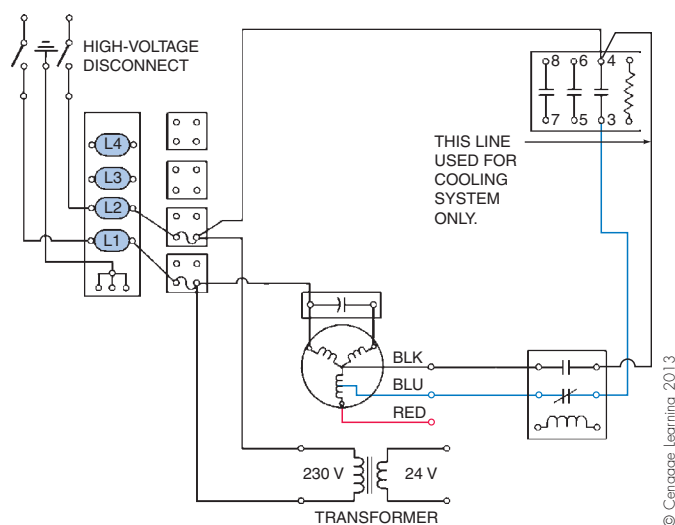 HIGH-VOLTAGE
DISCONNECT
8 6 4
7 5 3
THIS LINE
USED FOR
COOLING
SYSTEM
ONLY.
L4
L3
L2
L1
BLK
BLU
RED
230 V
24 V
TRANSFORMER
© Cengage Learning 2013